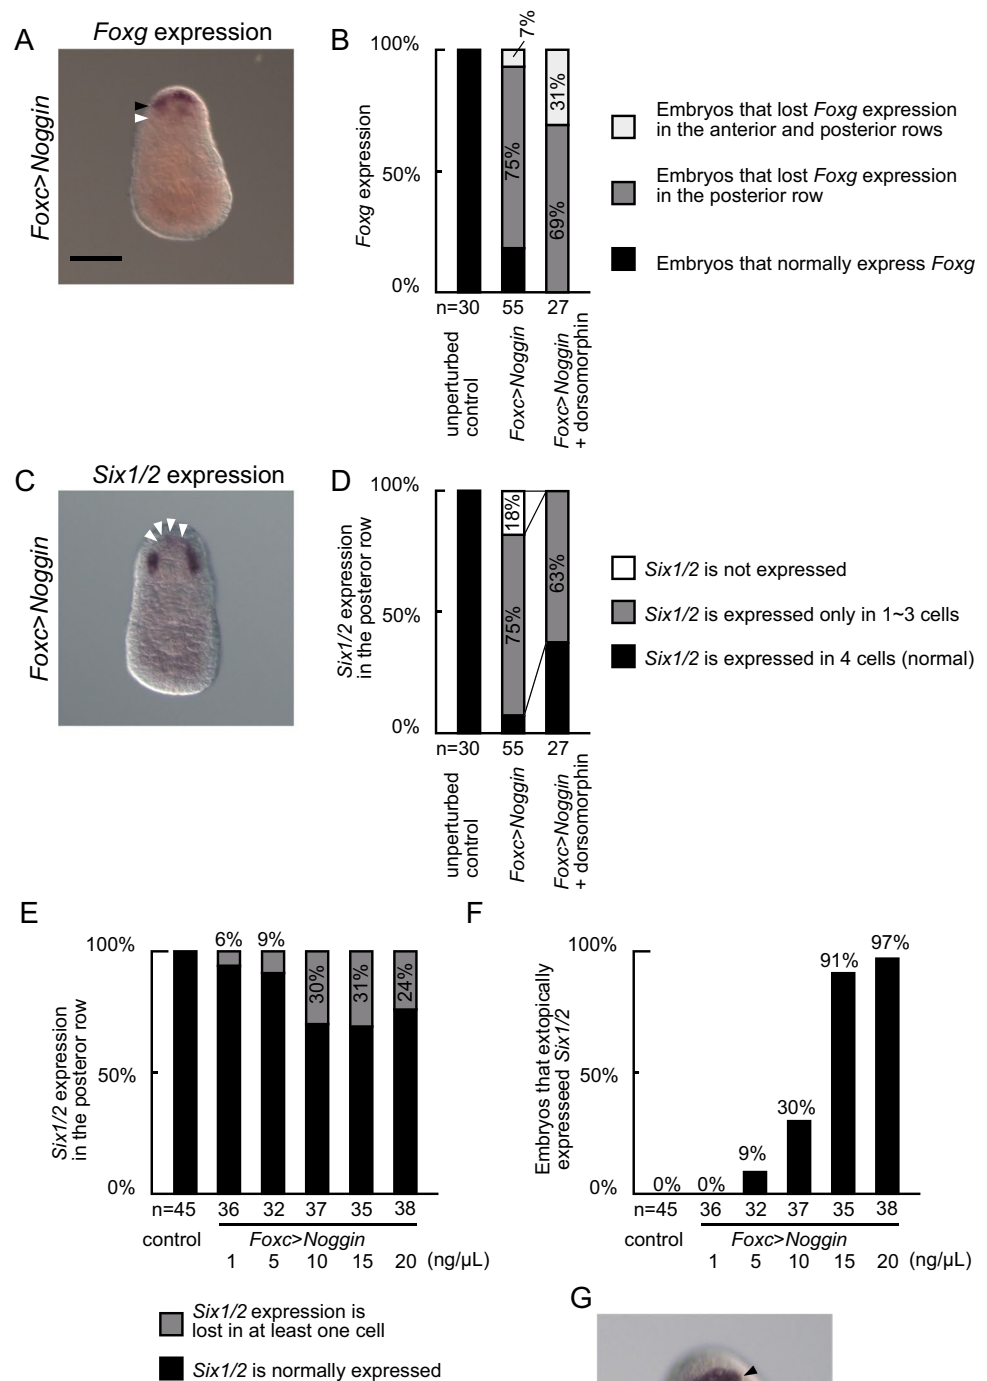 A
Foxg expression
Foxc>Noggin
B
100%
50%
0%
Foxg expression
7%
75%
31%
69%
n=30 55 27
unperturbed
control
Foxc>Noggin
Foxc>Noggin
+ dorsomorphin
Embryos that lost Foxg expression
in the anterior and posterior rows
Embryos that lost Foxg expression
in the posterior row
Embryos that normally express Foxg
C
Six1/2 expression
Foxc>Noggin
D
100%
50%
0%
Six1/2 expression
in the posteror row
18%
75%
63%
n=30 55 27
unperturbed
control
Foxc>Noggin
Foxc>Noggin
+ dorsomorphin
Six1/2 is not expressed
Six1/2 is expressed only in 1~3 cells
Six1/2 is expressed in 4 cells (normal)
E
100%
50%
0%
Six1/2 expression
in the posterior row
6% 9%
30%
31%
24%
n=45 36 32 37 35 38
control Foxc>Noggin
1 5 10 15 20 (ng/µL)
Six1/2 expression is
lost in at least one cell
Six1/2 is normally expressed
F
100%
50%
0%
Embryos that extopically
expresseed Six1/2
0% 0% 9% 30% 91% 97%
n=45 36 32 37 35 38
control Foxc>Noggin
1 5 10 15 20 (ng/µL)
G